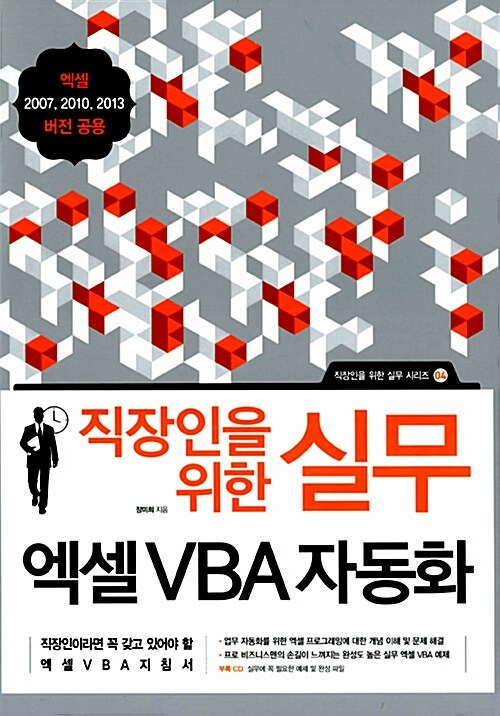 엑셀
2007, 2010, 2013
버전 공용
직장인을 위한 실무 시리즈 04
직장인을
위한 실무
장미희 지음
엑셀 VBA 자동화
직장인이라면 꼭 갖고 있어야 할
엑셀 VBA 지침서
• 업무 자동화를 위한 엑셀 프로그래밍에 대한 개념 이해 및 문제 해결
• 프로 비즈니스맨의 손길이 느껴지는 완성도 높은 실무 엑셀 VBA 예제
부록 CD 실무에 꼭 필요한 예제 및 완성 파일